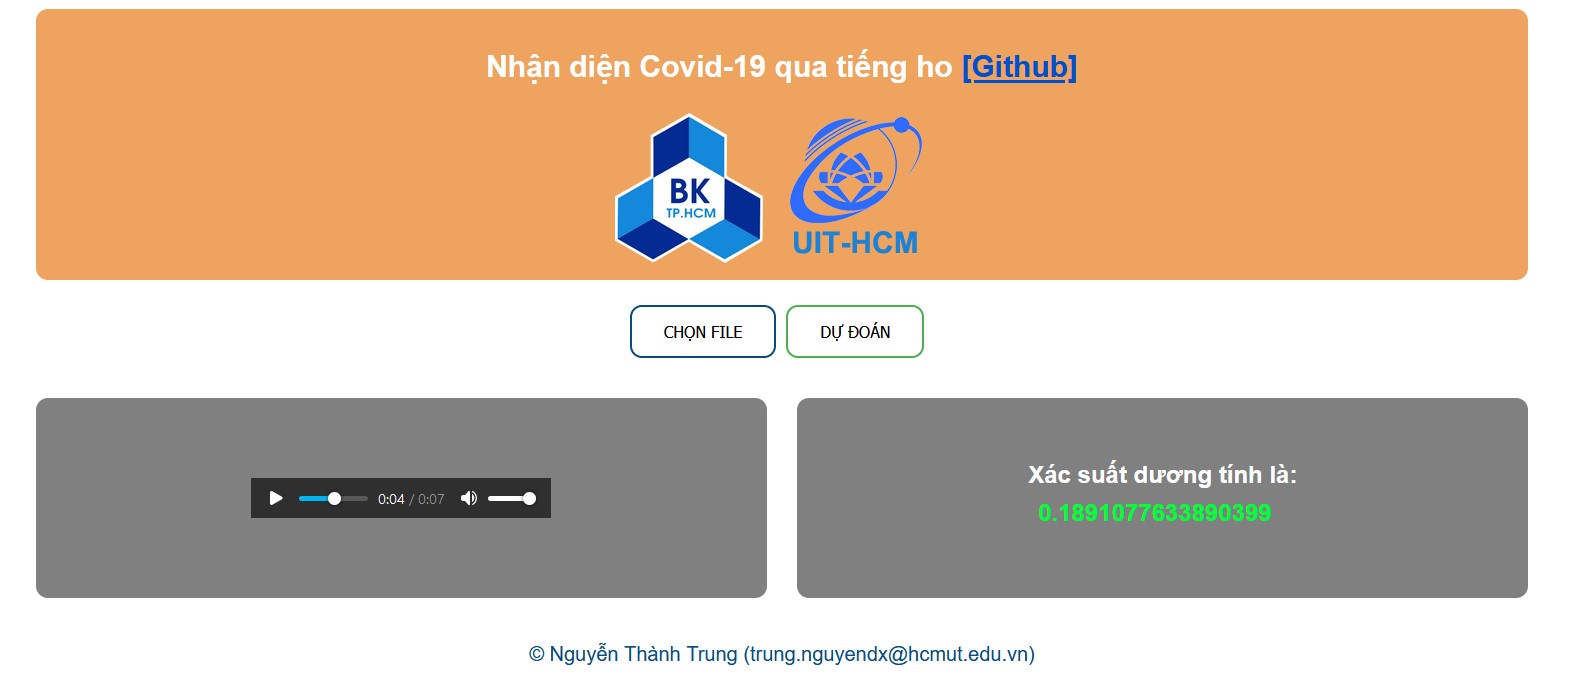 Nhận diện Covid-19 qua tiếng ho [Github]
BK
TP.HCM
UIT-HCM
CHỌN FILE
DỰ ĐOÁN
0:04 / 0:07
Xác suất dương tính là:
0.1891077633890399
© Nguyễn Thành Trung (trung.nguyendx@hcmut.edu.vn)